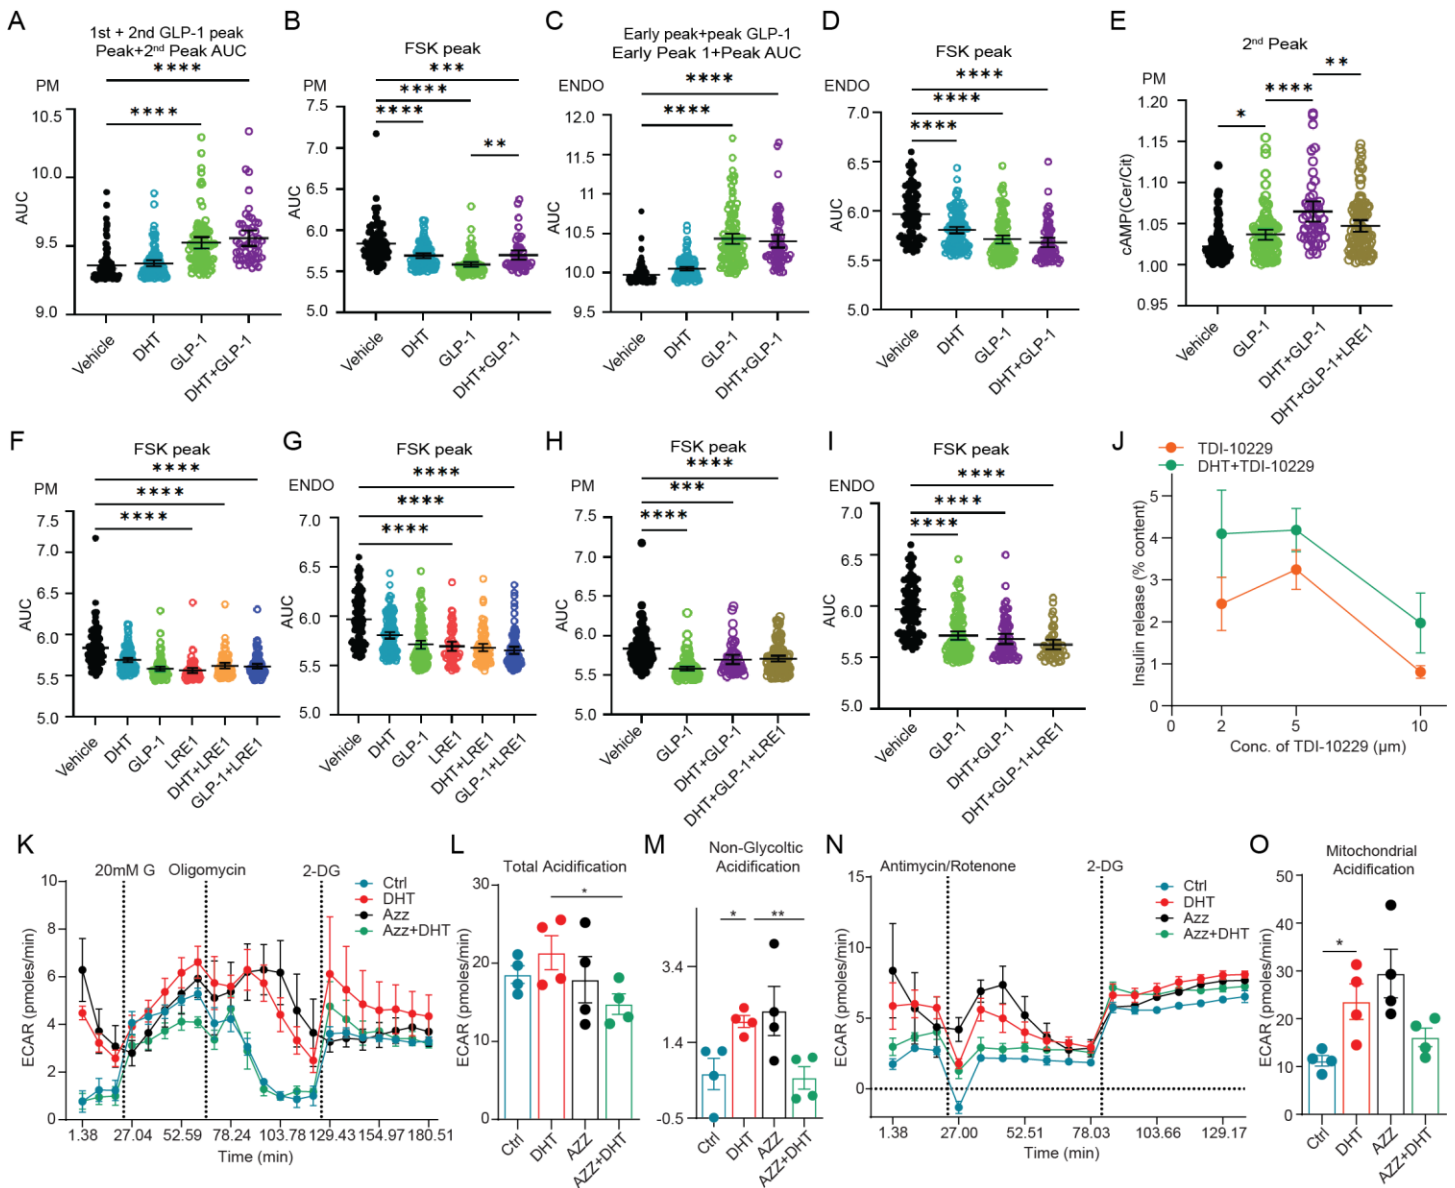 A
1st + 2nd GLP-1 peak
Peak+2nd Peak AUC
PM
****
****
10.5
10.0
9.5
9.0
AUC
Vehicle
DHT
GLP-1
DHT+GLP-1
B
FSK peak
PM
***
****
****
**
7.5
7.0
6.5
6.0
5.5
5.0
AUC
Vehicle
DHT
GLP-1
DHT+GLP-1
C
Early peak+peak GLP-1
Early Peak 1+Peak AUC
ENDO
****
****
12.0
11.5
11.0
10.5
10.0
9.5
AUC
Vehicle
DHT
GLP-1
DHT+GLP-1
D
FSK peak
ENDO
****
****
****
7.0
6.5
6.0
5.5
5.0
AUC
Vehicle
DHT
GLP-1
DHT+GLP-1
E
2nd Peak
PM
**
****
*
1.20
1.15
1.10
1.05
1.00
0.95
cAMP(Cer/Cit)
Vehicle
GLP-1
DHT+GLP-1
DHT+GLP-1+LRE1
F
FSK peak
PM
****
****
****
7.5
7.0
6.5
6.0
5.5
5.0
AUC
Vehicle
DHT
GLP-1
LRE1
DHT+LRE1
GLP-1+LRE1
G
FSK peak
ENDO
****
****
****
7.0
6.5
6.0
5.5
5.0
AUC
Vehicle
DHT
GLP-1
LRE1
DHT+LRE1
GLP-1+LRE1
H
FSK peak
PM
****
***
****
7.5
7.0
6.5
6.0
5.5
5.0
AUC
Vehicle
GLP-1
DHT+GLP-1
DHT+GLP-1+LRE1
I
FSK peak
ENDO
****
****
****
7.0
6.5
6.0
5.5
5.0
AUC
Vehicle
GLP-1
DHT+GLP-1
DHT+GLP-1+LRE1
J
TDI-10229
DHT+TDI-10229
5
4
3
2
1
0
Insulin release (% content)
0
2
5
10
Conc. of TDI-10229 (µm)
K
20mM G
Oligomycin
2-DG
Ctrl
DHT
Azz
Azz+DHT
10
8
6
4
2
0
ECAR (pmoles/min)
1.38
27.04
52.59
78.24
103.78
129.43
154.97
180.51
Time (min)
L
Total Acidification
*
30
20
10
0
ECAR (pmoles/min)
Ctrl
DHT
AZZ
AZZ+DHT
M
Non-Glycoltic
Acidification
*
**
3.4
1.4
-0.5
ECAR (pmoles/min)
Ctrl
DHT
AZZ
AZZ+DHT
N
Antimycin/Rotenone
2-DG
Ctrl
DHT
Azz
Azz+DHT
15
10
5
0
ECAR (pmoles/min)
1.38
27.00
52.51
78.03
103.66
129.17
Time (min)
O
Mitochondrial
Acidification
*
50
40
30
20
10
0
ECAR (pmoles/min)
Ctrl
DHT
AZZ
AZZ+DHT